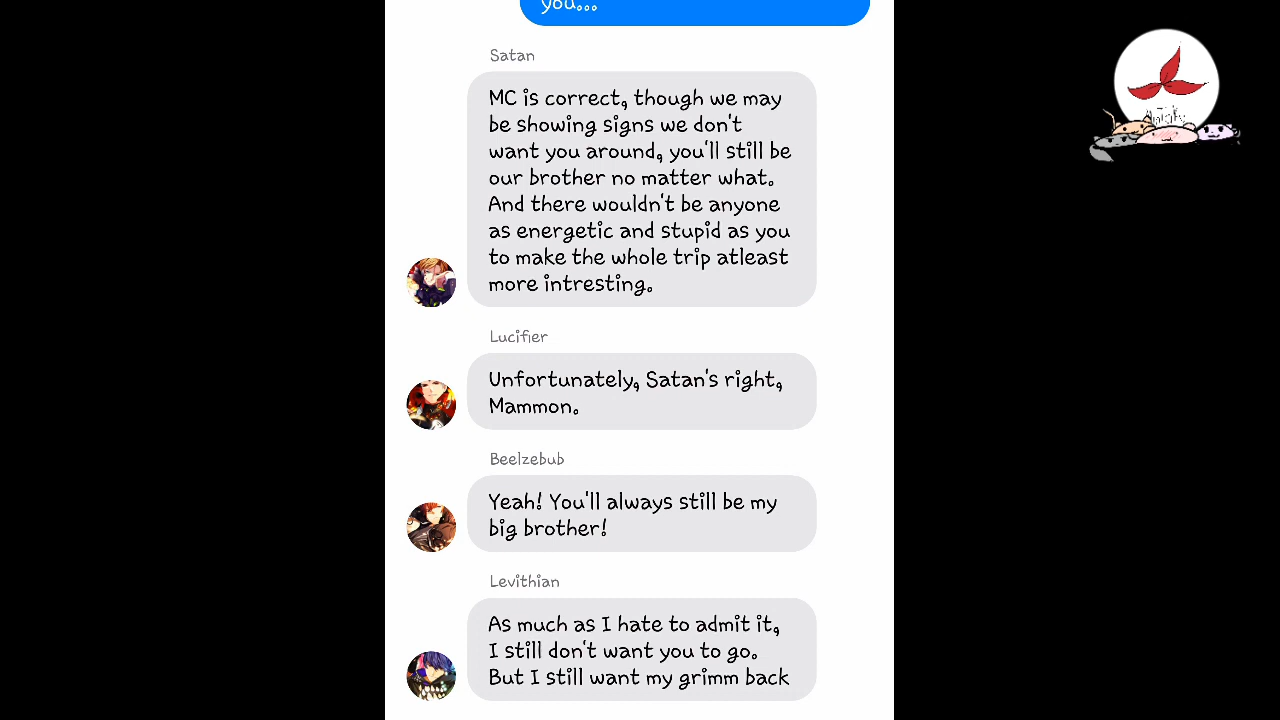 you...
Satan
MC is correct, though we may
be showing signs we don't
want you around, you'll still be
our brother no matter what.
And there wouldn't be anyone
as energetic and stupid as you
to make the whole trip atleast
more intresting.
Lucifier
Unfortunately, Satan's right,
Mammon.
Beelzebub
Yeah! You'll always still be my
big brother!
Levithian
As much as I hate to admit it,
I still don't want you to go.
But I still want my grimm back